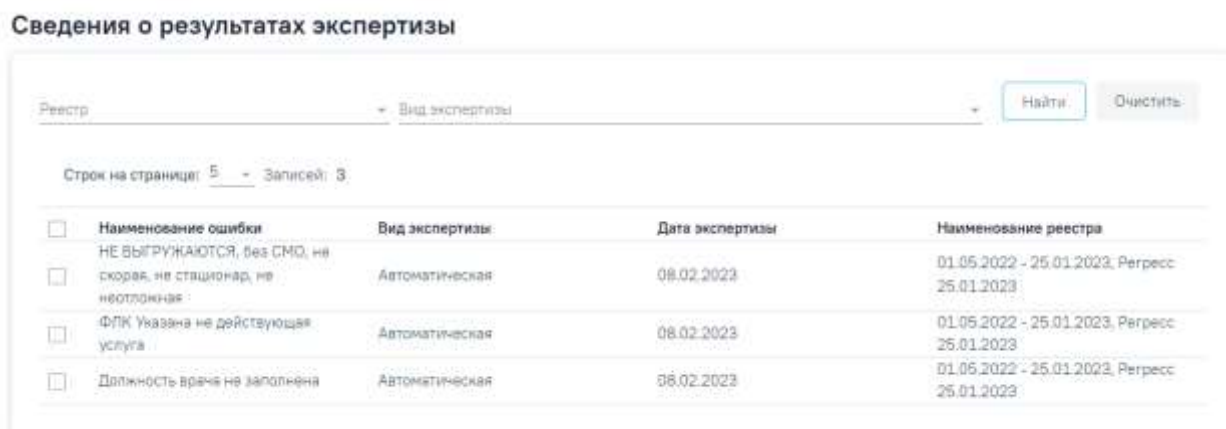 Сведения о результатах экспертизы
Реестр Вид экспертизы Найти Очистить
Строк на странице: 5 Записей: 3
Наименование ошибки Вид экспертизы Дата экспертизы Наименование реестра
НЕ ВЫГРУЖАЮТСЯ, без СМО, не
скорая, не стационар, не
неотложная
Автоматическая 08.02.2023
01.05.2022 - 25.01.2023, Регресс
25.01.2023
ФЛК Указана не действующая
услуга
Автоматическая 08.02.2023
01.05.2022 - 25.01.2023, Регресс
25.01.2023
Должность врача не заполнена Автоматическая 08.02.2023
01.05.2022 - 25.01.2023, Регресс
25.01.2023